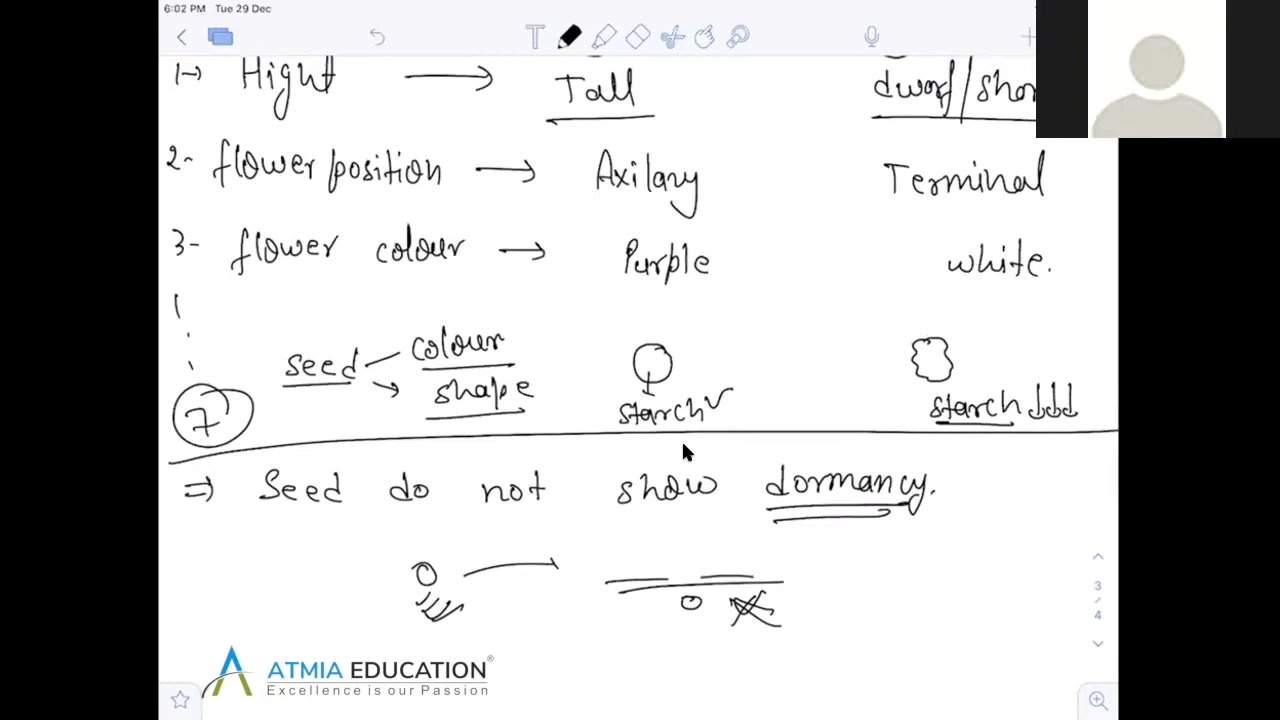 6:02 PM Tue 29 Dec
1→ Hight → Tall dwarf/shor
2- flower position → Axilary Terminal
3- flower colour → Purple white.
seed colour
→ shape
7 starch ✓ starch ↓↓↓
⇒ Seed do not show dormancy.
3
4
ATMIA EDUCATION®
Excellence is our Passion